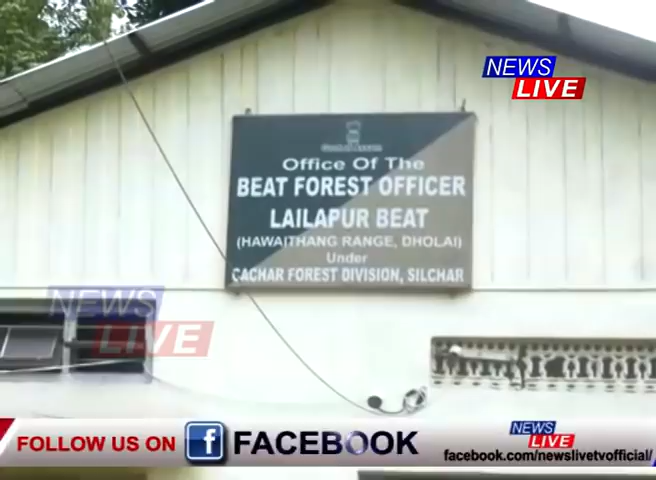 NEWS
LIVE
Office Of The
BEAT FOREST OFFICER
LAILAPUR BEAT
(HAWAITHANG RANGE, DHOLAI)
Under
CACHAR FOREST DIVISION, SILCHAR
NEWS
LIVE
FOLLOW US ON f FACEBOOK
NEWS
LIVE
facebook.com/newslivetvofficial/